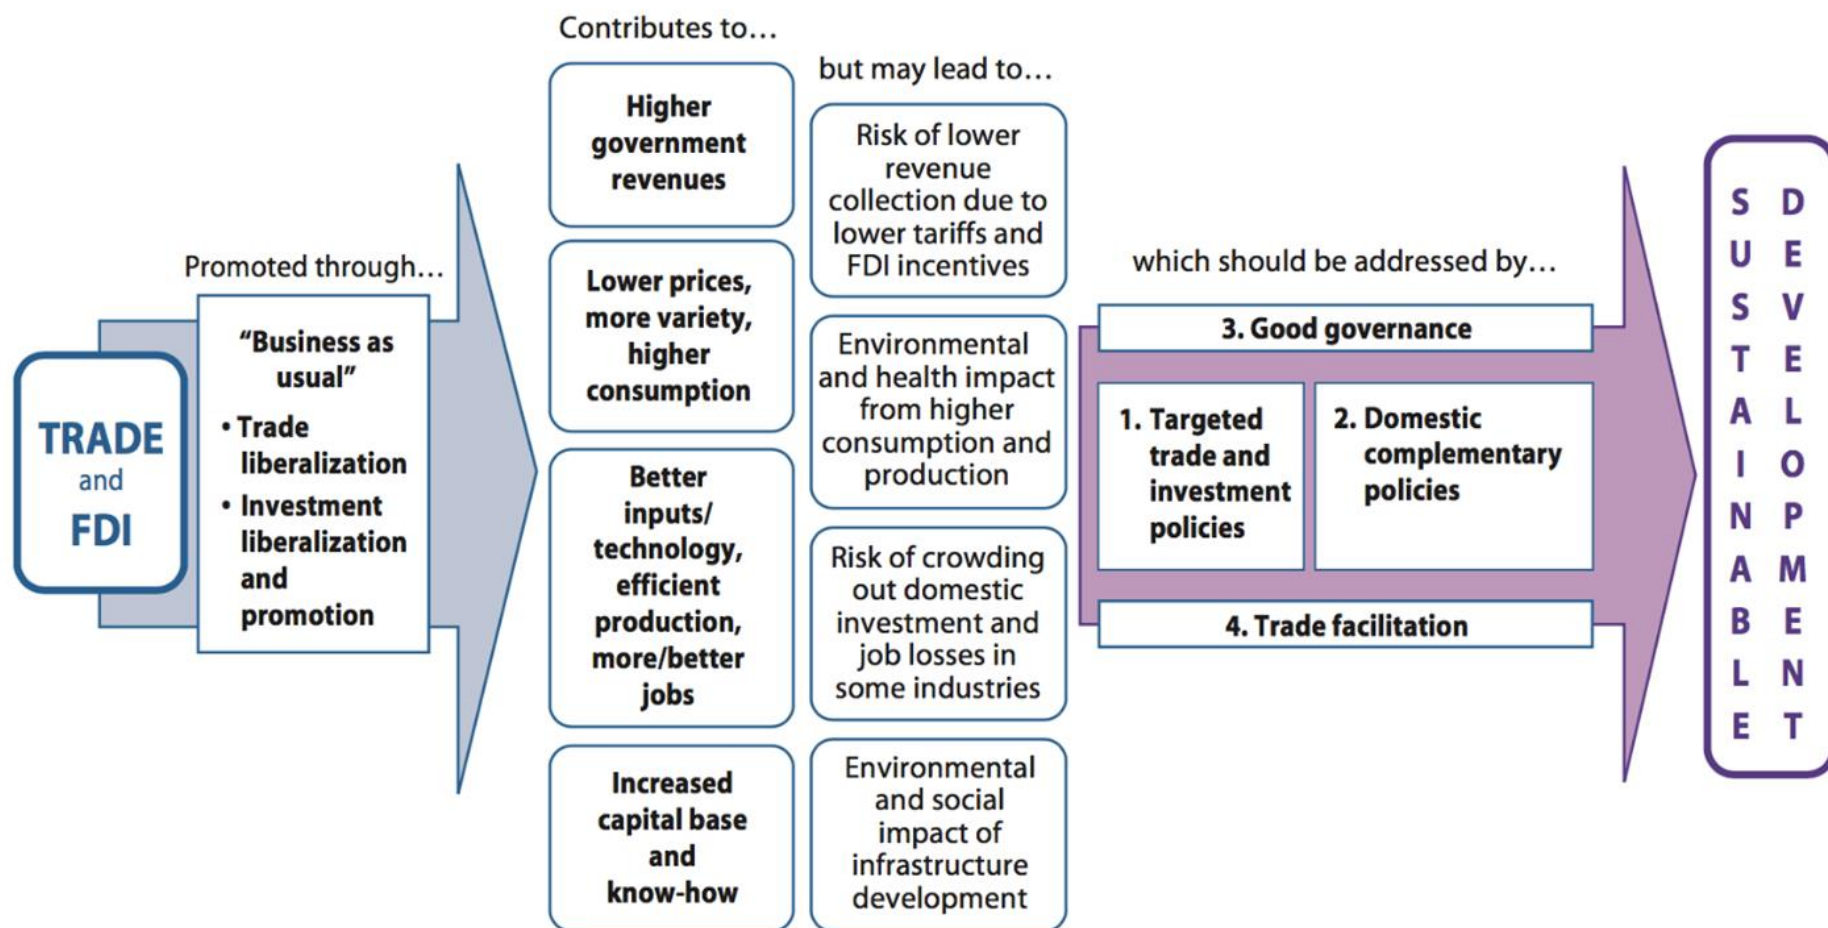 TRADE
and
FDI
Promoted through…
“Business as
usual”
• Trade
liberalization
• Investment
liberalization
and
promotion
Contributes to…
Higher
government
revenues
Lower prices,
more variety,
higher
consumption
Better
inputs/
technology,
efficient
production,
more/better
jobs
Increased
capital base
and
know-how
but may lead to…
Risk of lower
revenue
collection due to
lower tariffs and
FDI incentives
Environmental
and health impact
from higher
consumption and
production
Risk of crowding
out domestic
investment and
job losses in
some industries
Environmental
and social
impact of
infrastructure
development
which should be addressed by…
3. Good governance
1. Targeted
trade and
investment
policies
2. Domestic
complementary
policies
4. Trade facilitation
SUSTAINABLE
DEVELOPMENT